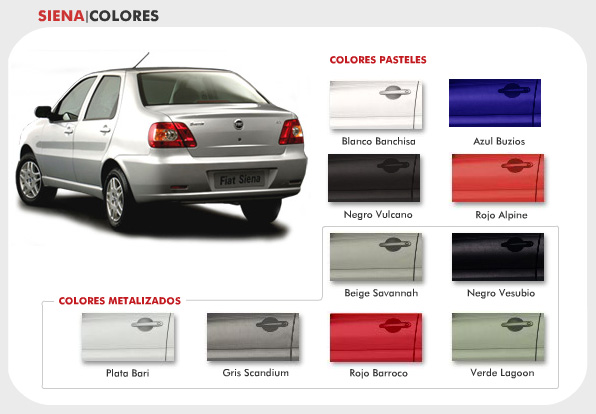 SIENA|COLORES
COLORES PASTELES
Blanco Banchisa
Azul Buzios
Negro Vulcano
Rojo Alpine
Beige Savannah
Negro Vesubio
COLORES METALIZADOS
Plata Bari
Gris Scandium
Rojo Barroco
Verde Lagoon
Fiat Siena